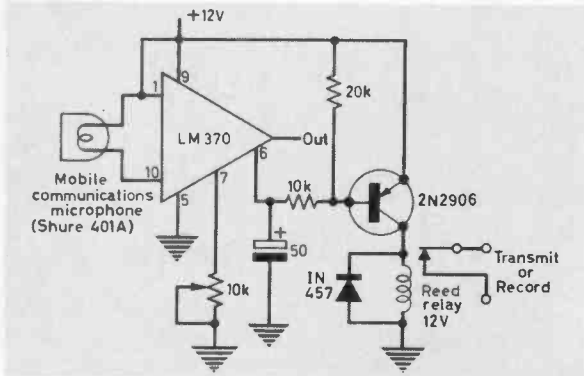 +12V
1
9
20k
LM 370
Out
10
5
7
6
10k
2N2906
Mobile
communications
microphone
(Shure 401A)
+
50
IN
457
10k
Reed
relay
12V
Transmit
or
Record